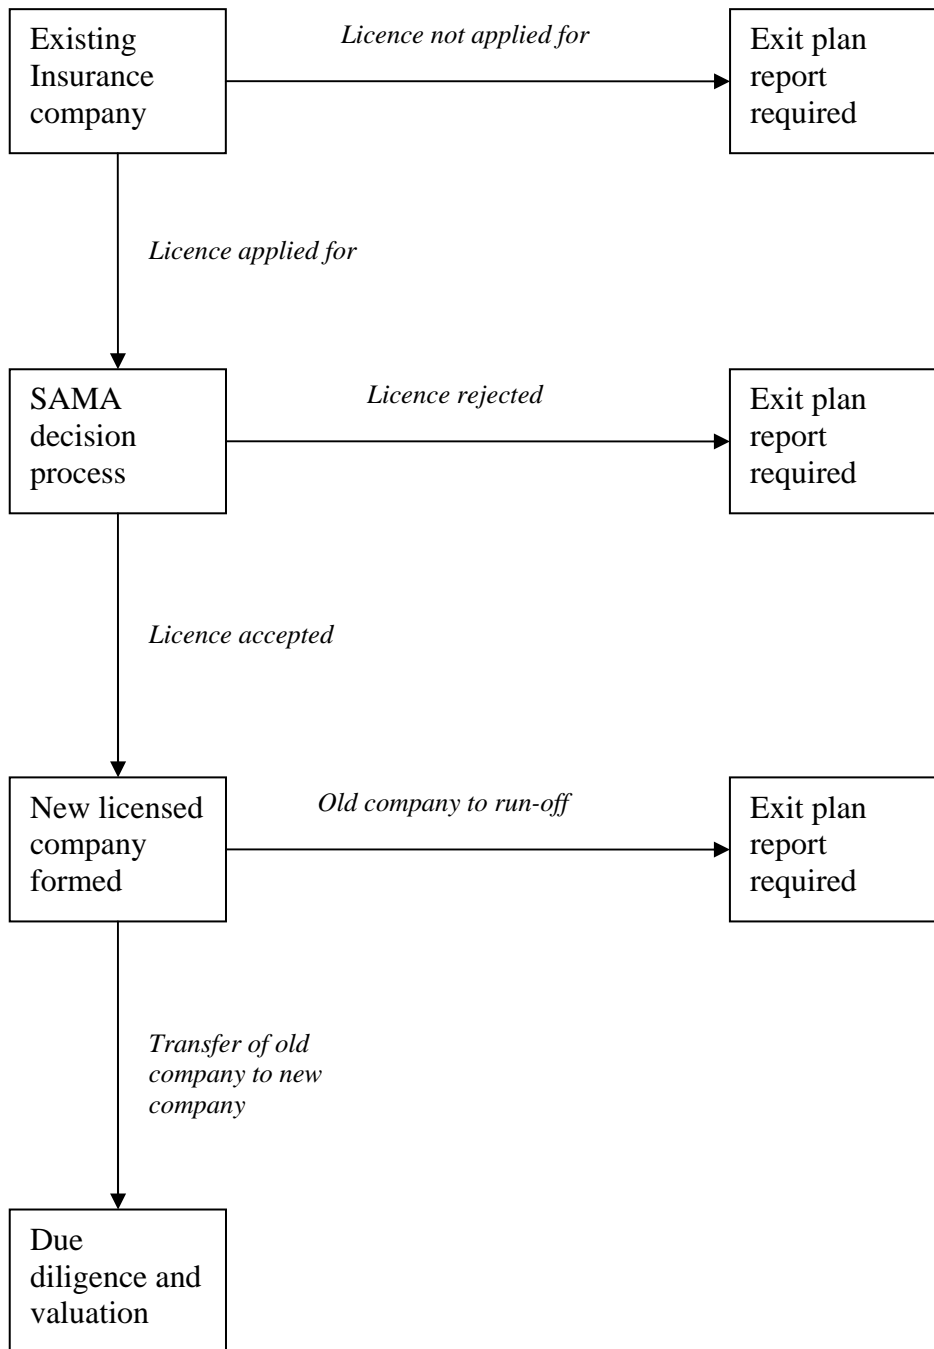 Existing
Insurance
company
Licence not applied for
Exit plan
report
required
Licence applied for
SAMA
decision
process
Licence rejected
Exit plan
report
required
Licence accepted
New licensed
company
formed
Old company to run-off
Exit plan
report
required
Transfer of old
company to new
company
Due
diligence and
valuation